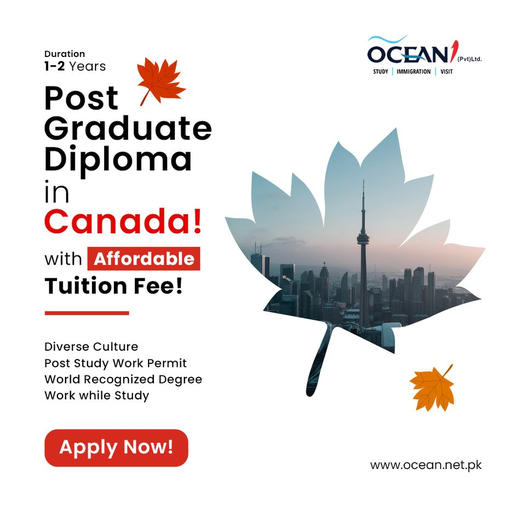 Duration
1-2 Years
Post
Graduate
Diploma
in
Canada!
with Affordable
Tuition Fee!
Diverse Culture
Post Study Work Permit
World Recognized Degree
Work while Study
Apply Now!
OCEAN1 (Pvt)Ltd.
STUDY | IMMIGRATION | VISIT
www.ocean.net.pk